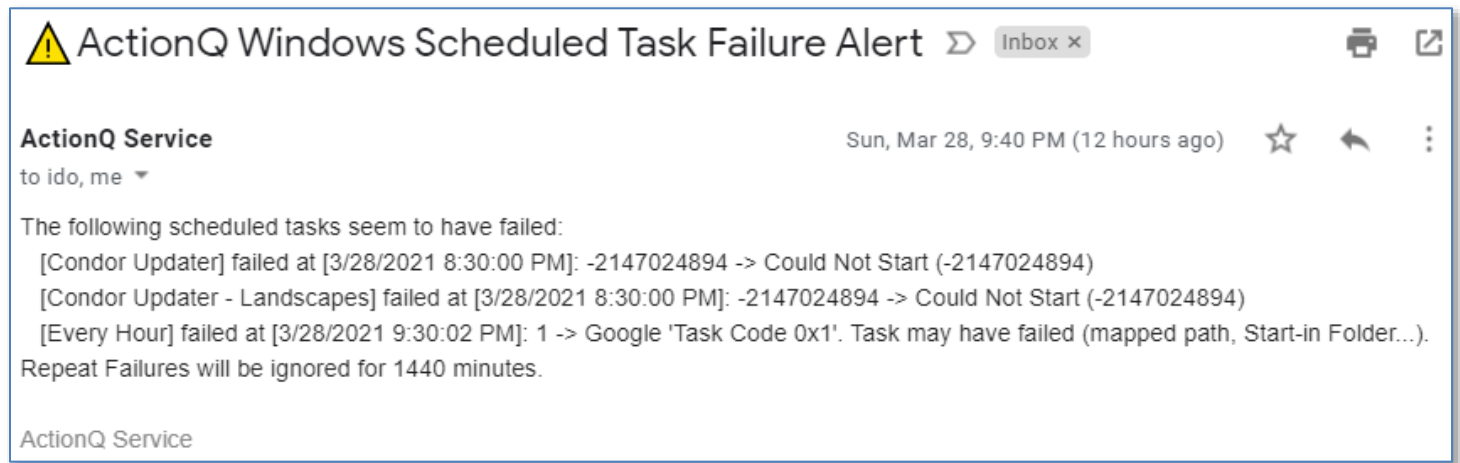 ActionQ Windows Scheduled Task Failure Alert Inbox ×
ActionQ Service Sun, Mar 28, 9:40 PM (12 hours ago)
to ido, me
The following scheduled tasks seem to have failed:
[Condor Updater] failed at [3/28/2021 8:30:00 PM]: -2147024894 -> Could Not Start (-2147024894)
[Condor Updater - Landscapes] failed at [3/28/2021 8:30:00 PM]: -2147024894 -> Could Not Start (-2147024894)
[Every Hour] failed at [3/28/2021 9:30:02 PM]: 1 -> Google 'Task Code 0x1'. Task may have failed (mapped path, Start-in Folder...).
Repeat Failures will be ignored for 1440 minutes.
ActionQ Service